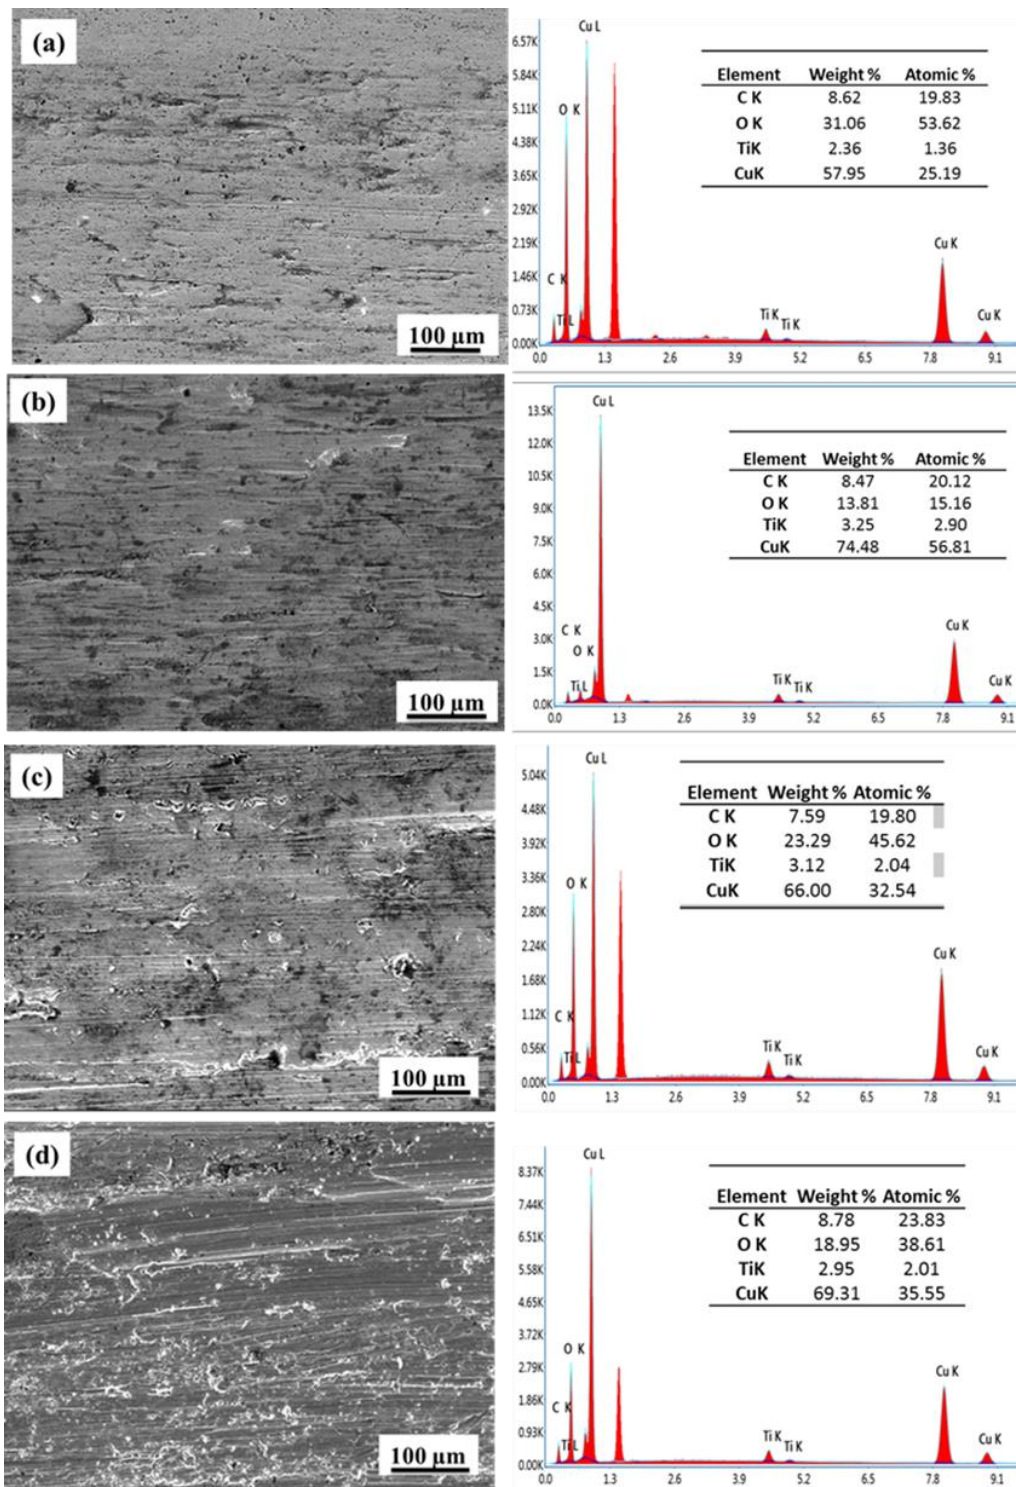 (a)
100 µm
Cu L
6.57K
5.84K
5.11K
4.38K
3.65K
2.92K
2.19K
1.46K
0.73K
0.00K
O K
C K
Ti L
Ti K
Ti K
Cu K
Cu K
0.0 1.3 2.6 3.9 5.2 6.5 7.8 9.1
Element Weight % Atomic %
C K 8.62 19.83
O K 31.06 53.62
TiK 2.36 1.36
CuK 57.95 25.19
(b)
100 µm
Cu L
13.5K
12.0K
10.5K
9.0K
7.5K
6.0K
4.5K
3.0K
1.5K
0.0K
C K
O K
Ti L
Ti K
Ti K
Cu K
Cu K
0.0 1.3 2.6 3.9 5.2 6.5 7.8 9.1
Element Weight % Atomic %
C K 8.47 20.12
O K 13.81 15.16
TiK 3.25 2.90
CuK 74.48 56.81
(c)
100 µm
Cu L
5.04K
4.48K
3.92K
3.36K
2.80K
2.24K
1.68K
1.12K
0.56K
0.00K
O K
C K
Ti L
Ti K
Ti K
Cu K
Cu K
0.0 1.3 2.6 3.9 5.2 6.5 7.8 9.1
Element Weight % Atomic %
C K 7.59 19.80
O K 23.29 45.62
TiK 3.12 2.04
CuK 66.00 32.54
(d)
100 µm
Cu L
8.37K
7.44K
6.51K
5.58K
4.65K
3.72K
2.79K
1.86K
0.93K
0.00K
O K
C K
Ti L
Ti K
Ti K
Cu K
Cu K
0.0 1.3 2.6 3.9 5.2 6.5 7.8 9.1
Element Weight % Atomic %
C K 8.78 23.83
O K 18.95 38.61
TiK 2.95 2.01
CuK 69.31 35.55